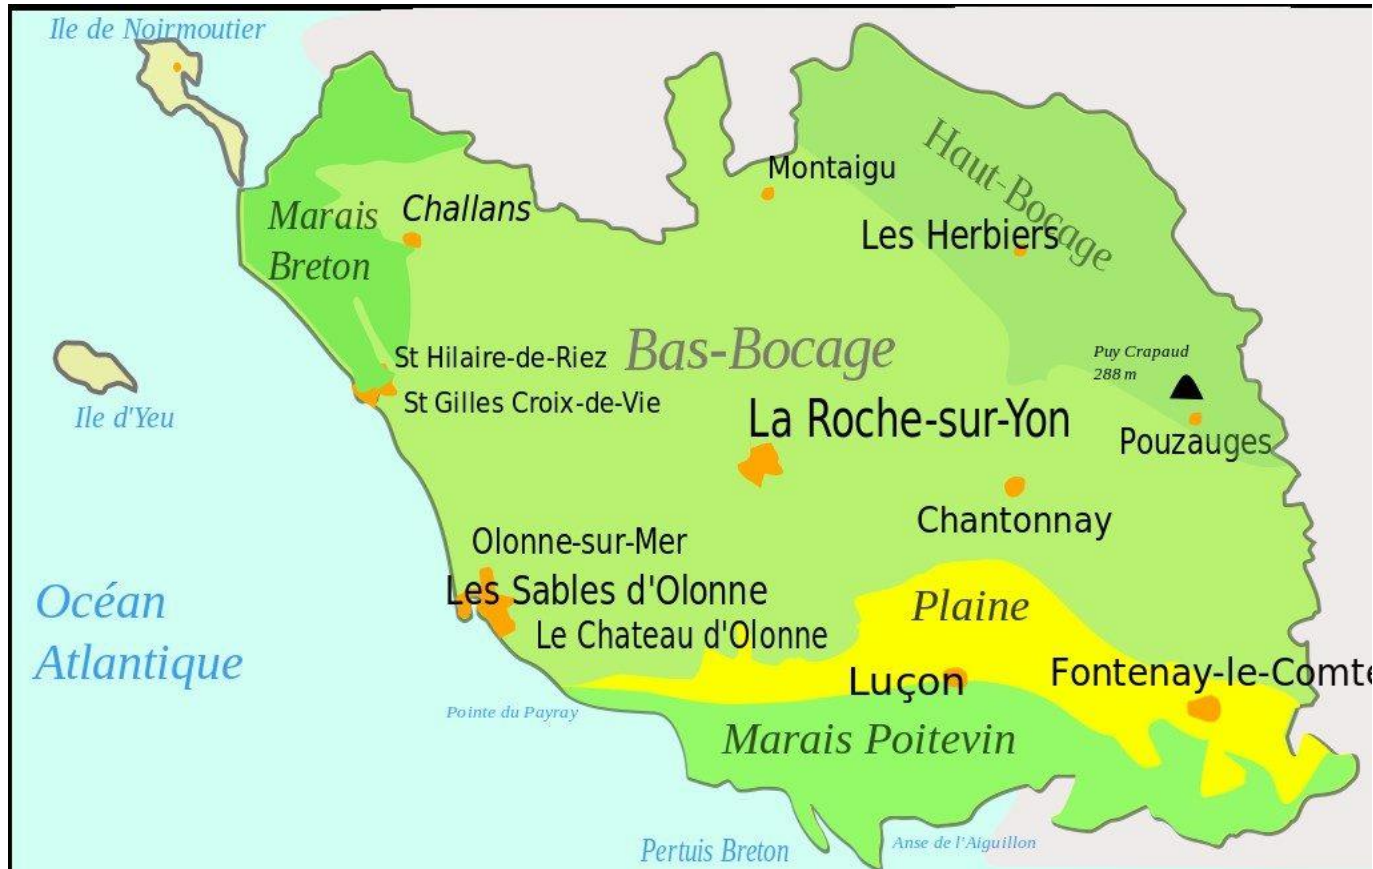 Ile de Noirmoutier
Montaigu
Haut-Bocage
Marais
Breton
Challans
Les Herbiers
St Hilaire-de-Riez
Bas-Bocage
Puy Crapaud
288 m
Ile d'Yeu
St Gilles Croix-de-Vie
La Roche-sur-Yon
Pouzauges
Chantonnay
Olonne-sur-Mer
Les Sables d'Olonne
Le Chateau d'Olonne
Océan
Atlantique
Plaine
Luçon
Fontenay-le-Comte
Pointe du Payray
Marais Poitevin
Pertuis Breton
Anse de l'Aiguillon